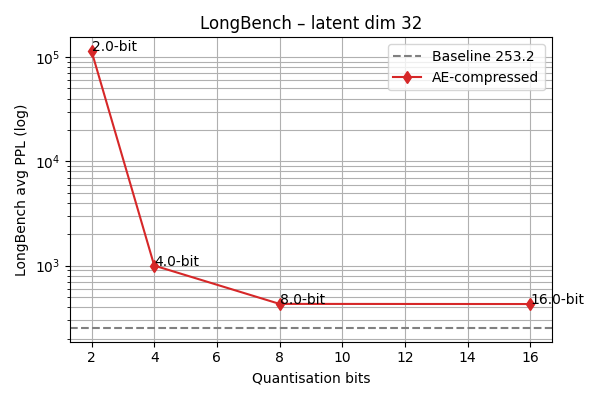 LongBench – latent dim 32
LongBench avg PPL (log)
10^5
10^4
10^3
Baseline 253.2
AE-compressed
2.0-bit
4.0-bit
8.0-bit
16.0-bit
2 4 6 8 10 12 14 16
Quantisation bits